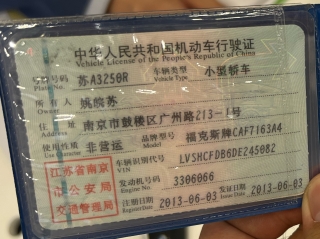 中华人民共和国机动车行驶证
Vehicle License of the People's Republic of China
号牌号码 苏A3250R 车辆类型 小型轿车
Plate No. Vehicle Type
所有人 姚缤苏
Owner
住址 南京市鼓楼区广州路213-1号
Address
使用性质 非营运 品牌型号 福克斯牌CAF7163A4
Use Character Model
江苏省南京市公安局交通管理局
车辆识别代号 LVSHCFDB6DE245082
VIN
发动机号码 3306066
Engine No.
注册日期 2013-06-03 发证日期 2013-06-03
Register Date Issue Date